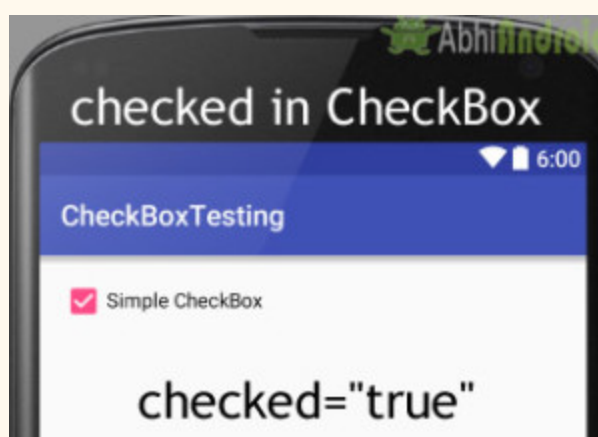 AbhiAndroid
checked in CheckBox
6:00
CheckBoxTesting
Simple CheckBox
checked="true"